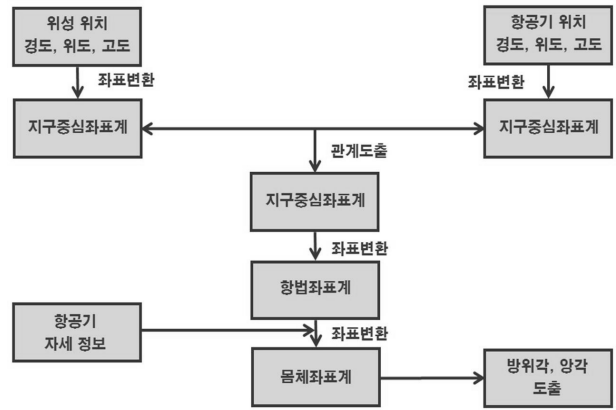 위성 위치
경도, 위도, 고도
항공기 위치
경도, 위도, 고도
좌표변환
좌표변환
지구중심좌표계
지구중심좌표계
관계도출
지구중심좌표계
좌표변환
항법좌표계
항공기
자세 정보
좌표변환
몸체좌표계
방위각, 앙각
도출